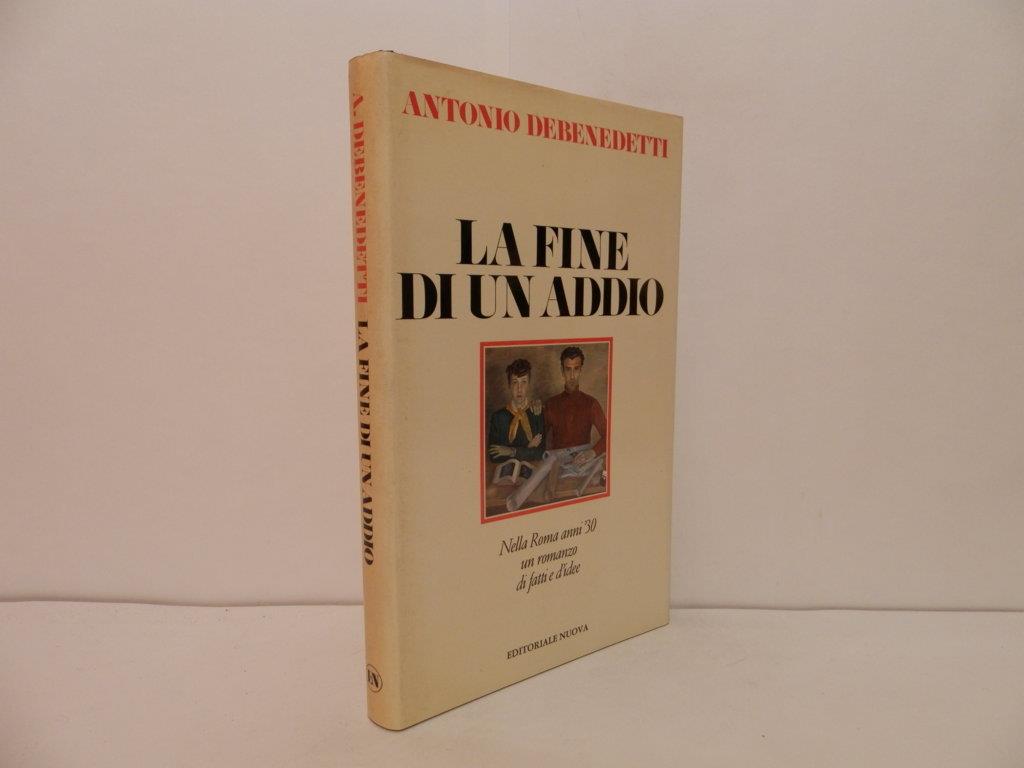 ANTONIO DEBENEDETTI
LA FINE
DI UN ADDIO
Nella Roma anni '30
un romanzo
di fatti e d'idee
EDITORIALE NUOVA
A. DEBENEDETTI LA FINE DI UN ADDIO
EN